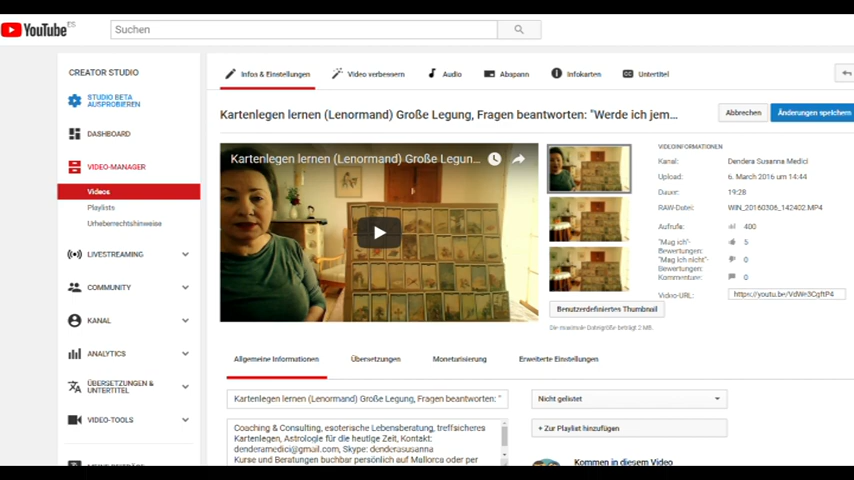 YouTube ES
Suchen
CREATOR STUDIO
STUDIO BETA
AUSPROBIEREN
DASHBOARD
VIDEO-MANAGER
Videos
Playlists
Urheberrechtshinweise
LIVESTREAMING
COMMUNITY
KANAL
ANALYTICS
ÜBERSETZUNGEN &
UNTERTITEL
VIDEO-TOOLS
Infos & Einstellungen
Video verbessern
Audio
Abspann
Infokarten
CC Untertitel
Kartenlegen lernen (Lenormand) Große Legung, Fragen beantworten: "Werde ich jem...
Abbrechen
Änderungen speichern
Kartenlegen lernen (Lenormand) Große Legun...
VIDEOINFORMATIONEN
Kanal: Dendera Susanna Medici
Upload: 6. March 2016 um 14:44
Dauer: 19:28
RAW-Datei: WIN_20160306_142402.MP4
Aufrufe: 400
"Mag ich"- 5
Bewertungen:
"Mag ich nicht"- 0
Bewertungen:
Kommentare: 0
Video-URL:
Benutzerdefiniertes Thumbnail
Die maximale Dateigröße beträgt 2 MB.
Allgemeine Informationen
Übersetzungen
Monetarisierung
Erweiterte Einstellungen
Kartenlegen lernen (Lenormand) Große Legung, Fragen beantworten: "
Nicht gelistet
Coaching & Consulting, esoterische Lebensberatung, treffsicheres
Kartenlegen, Astrologie für die heutige Zeit, Kontakt:
denderamedici@gmail.com, Skype: denderasusanna
Kurse und Beratungen buchbar persönlich auf Mallorca oder per
+ Zur Playlist hinzufügen
Kommen in diesem Video